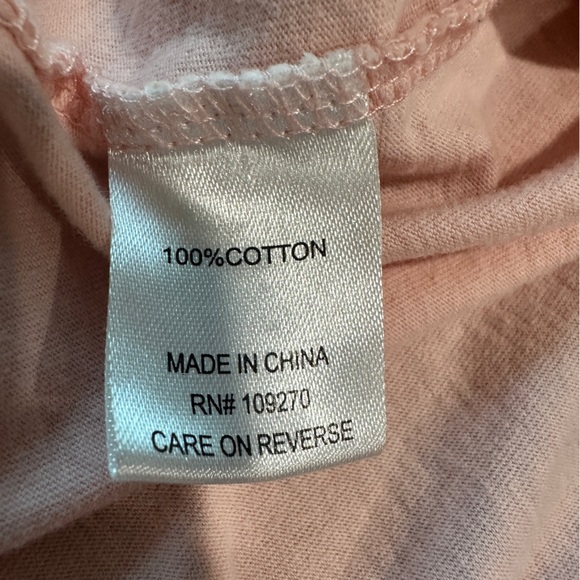 100%COTTON
MADE IN CHINA
RN# 109270
CARE ON REVERSE